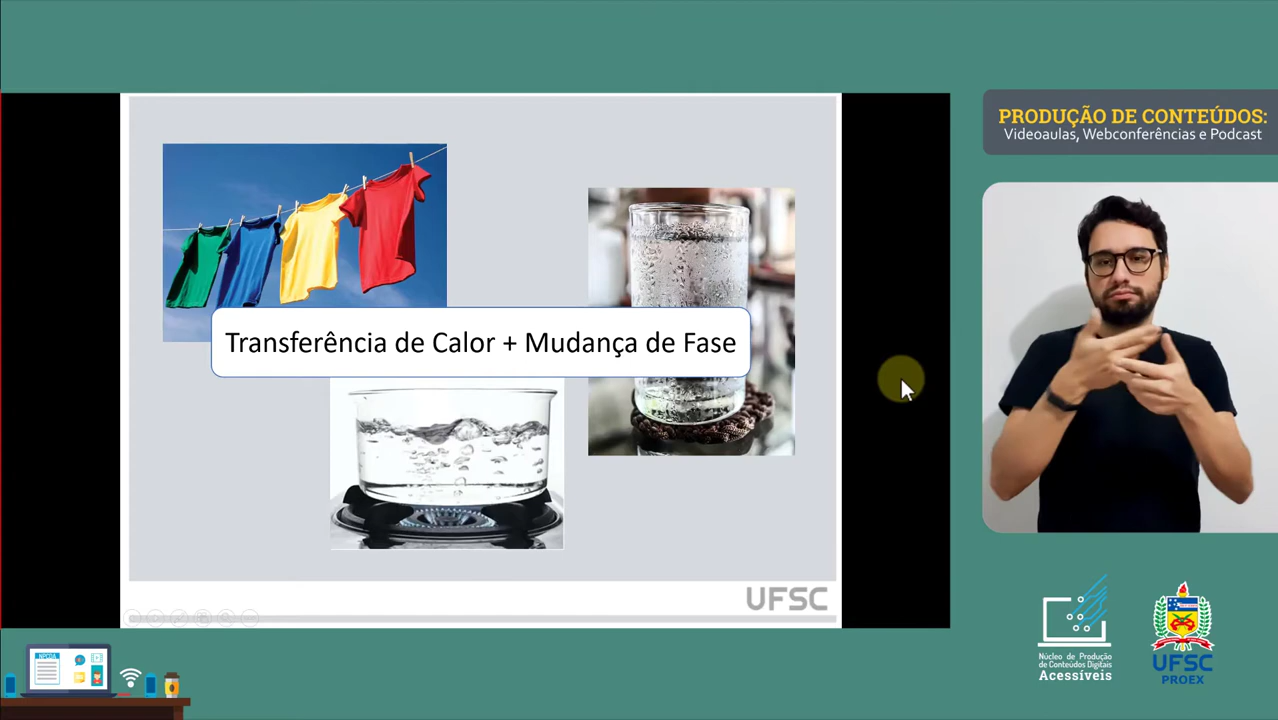 PRODUÇÃO DE CONTEÚDOS:
Videoaulas, Webconferências e Podcast
Transferência de Calor + Mudança de Fase
UFSC
NPCDA
Núcleo de Produção
de Conteúdos Digitais
Acessíveis
UFSC
PROEX